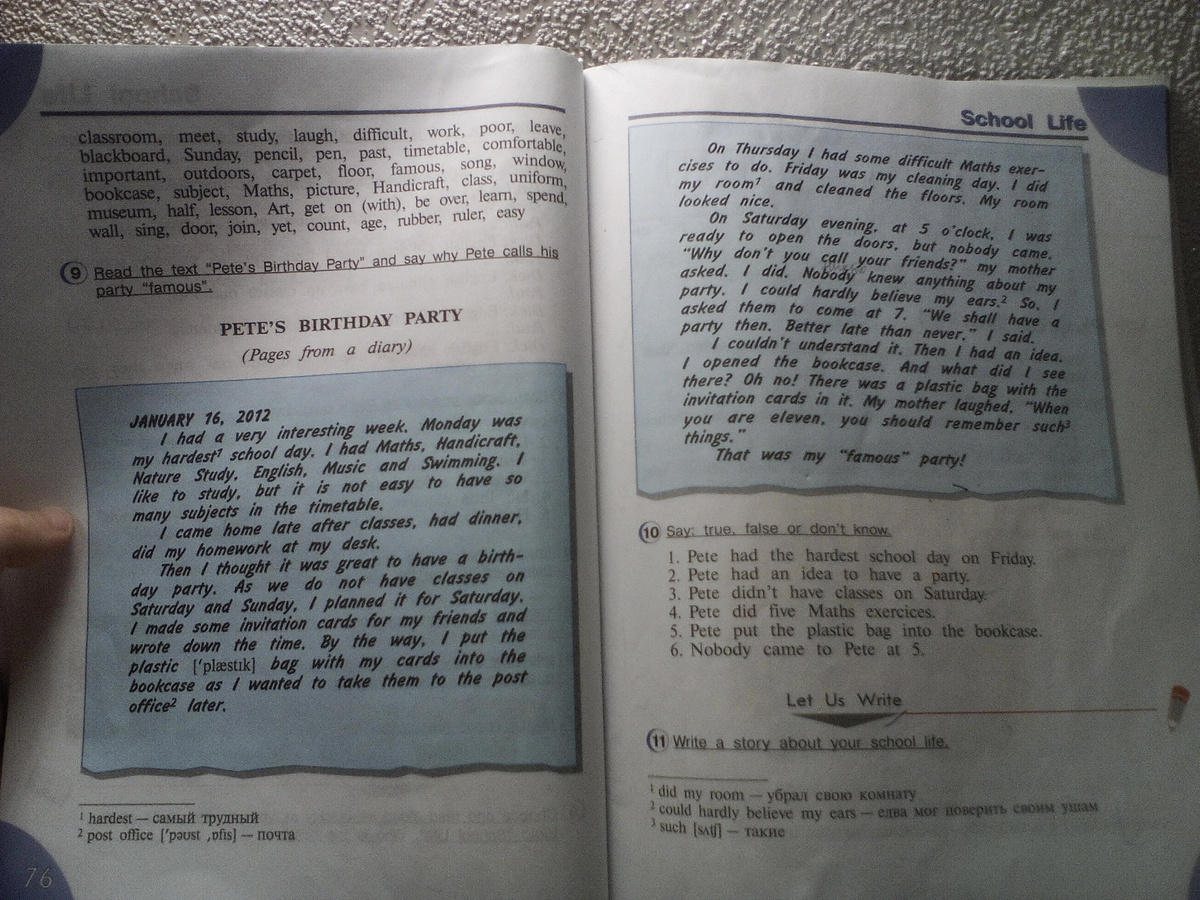 classroom, meet, study, laugh, difficult, work, poor, leave,
blackboard, Sunday, pencil, pen, past, timetable, comfortable,
important, outdoors, carpet, floor, famous, song, window,
bookcase, subject, Maths, picture, Handicraft, class, uniform,
museum, half, lesson, Art, get on (with), be over, learn, spend,
wall, sing, door, join, yet, count, age, rubber, ruler, easy
9 Read the text "Pete's Birthday Party" and say why Pete calls his
party "famous".
PETE'S BIRTHDAY PARTY
(Pages from a diary)
JANUARY 16, 2012
I had a very interesting week. Monday was
my hardest¹ school day. I had Maths, Handicraft,
Nature Study, English, Music and Swimming. I
like to study, but it is not easy to have so
many subjects in the timetable.
I came home late after classes, had dinner,
did my homework at my desk.
Then I thought it was great to have a birth-
day party. As we do not have classes on
Saturday and Sunday, I planned it for Saturday.
I made some invitation cards for my friends and
wrote down the time. By the way, I put the
plastic ['plæstɪk] bag with my cards into the
bookcase as I wanted to take them to the post
office² later.
¹ hardest — самый трудный
² post office ['pəʊst ˌɒfis] — почта
76
School Life
On Thursday I had some difficult Maths exer-
cises to do. Friday was my cleaning day. I did
my room¹ and cleaned the floors. My room
looked nice.
On Saturday evening, at 5 o'clock, I was
ready to open the doors, but nobody came.
"Why don't you call your friends?" my mother
asked. I did. Nobody knew anything about my
party. I could hardly believe my ears.² So, I
asked them to come at 7. "We shall have a
party then. Better late than never," I said.
I couldn't understand it. Then I had an idea.
I opened the bookcase. And what did I see
there? Oh no! There was a plastic bag with the
invitation cards in it. My mother laughed, "When
you are eleven, you should remember such³
things."
That was my "famous" party!
10 Say: true, false or don't know.
1. Pete had the hardest school day on Friday.
2. Pete had an idea to have a party.
3. Pete didn't have classes on Saturday.
4. Pete did five Maths exercices.
5. Pete put the plastic bag into the bookcase.
6. Nobody came to Pete at 5.
Let Us Write
11 Write a story about your school life.
¹ did my room — убрал свою комнату
² could hardly believe my ears — едва мог поверить своим ушам
³ such [sʌtʃ] — такие